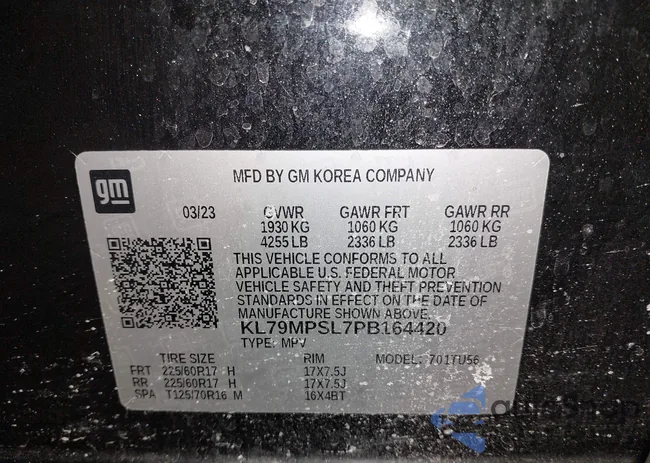 gm
MFD BY GM KOREA COMPANY
03/23 GVWR GAWR FRT GAWR RR
1930 KG 1060 KG 1060 KG
4255 LB 2336 LB 2336 LB
THIS VEHICLE CONFORMS TO ALL
APPLICABLE U.S. FEDERAL MOTOR
VEHICLE SAFETY AND THEFT PREVENTION
STANDARDS IN EFFECT ON THE DATE OF
MANUFACTURE SHOWN ABOVE.
KL79MPSL7PB164420
TYPE: MPV
TIRE SIZE RIM MODEL: 701TU56
FRT 225/60R17 H 17X7.5J
RR 225/60R17 H 17X7.5J
SPA T125/70R16 M 16X4BT